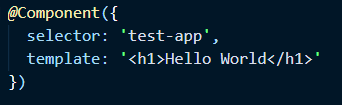 @Component({
  selector: 'test-app',
  template: '<h1>Hello World</h1>'
})